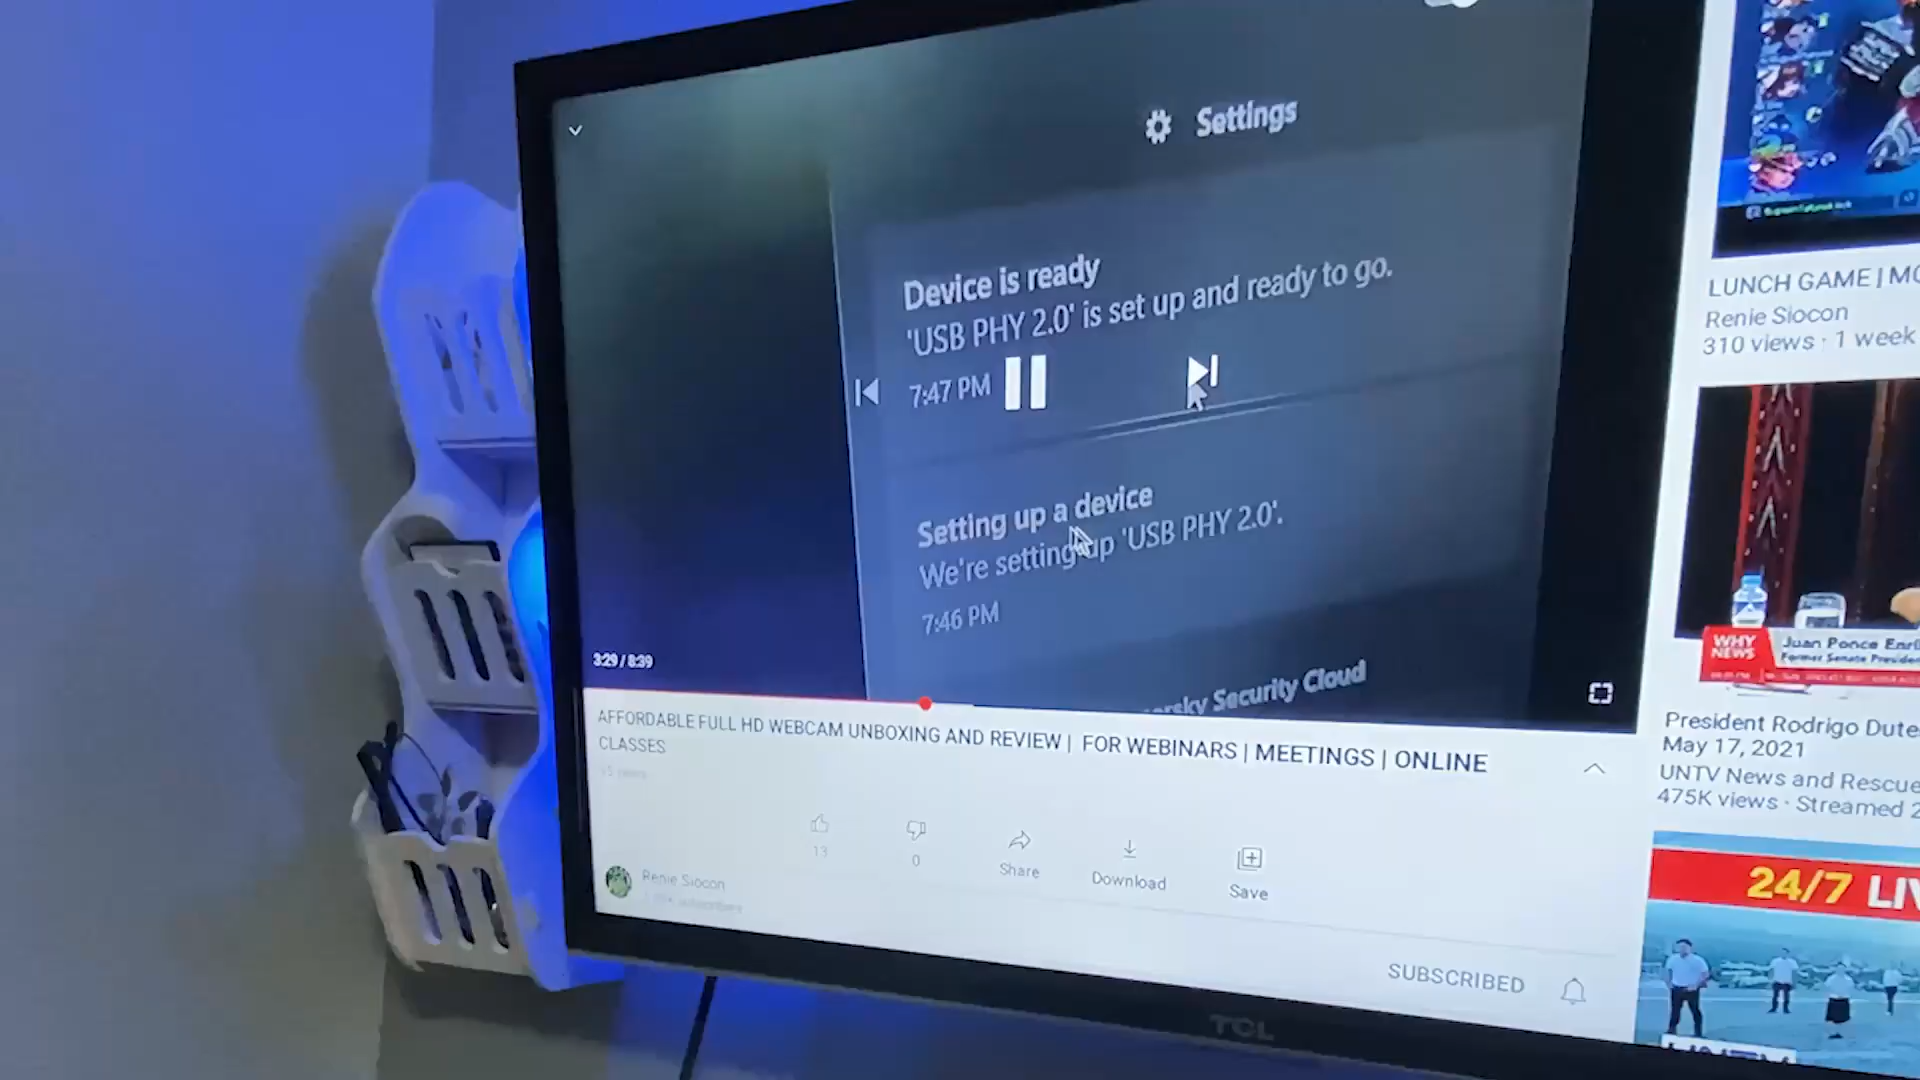 Settings
Device is ready
'USB PHY 2.0' is set up and ready to go.
7:47 PM
Setting up a device
We're setting up 'USB PHY 2.0'.
7:46 PM
Security Cloud
3:29 / 8:39
AFFORDABLE FULL HD WEBCAM UNBOXING AND REVIEW | FOR WEBINARS | MEETINGS | ONLINE
CLASSES
13
0
Share
Download
Save
Renie Siocon
SUBSCRIBED
TCL
LUNCH GAME | MO
Renie Siocon
310 views · 1 week
WHY
NEWS
Juan Ponce Enri
Former Senate Presiden
President Rodrigo Dute
May 17, 2021
UNTV News and Rescue
475K views · Streamed 2
24/7 LIV